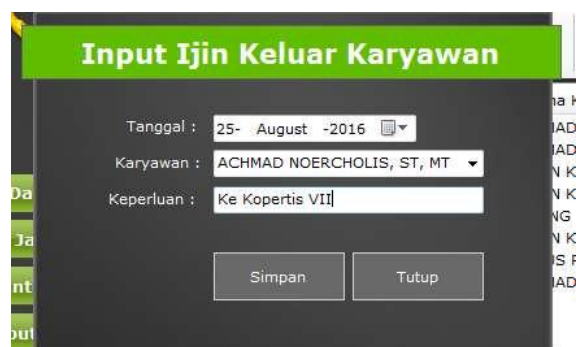 Input Ijin Keluar Karyawan
Tanggal : 25- August -2016
Karyawan : ACHMAD NOERCHOLIS, ST, MT
Keperluan : Ke Kopertis VII
Simpan Tutup